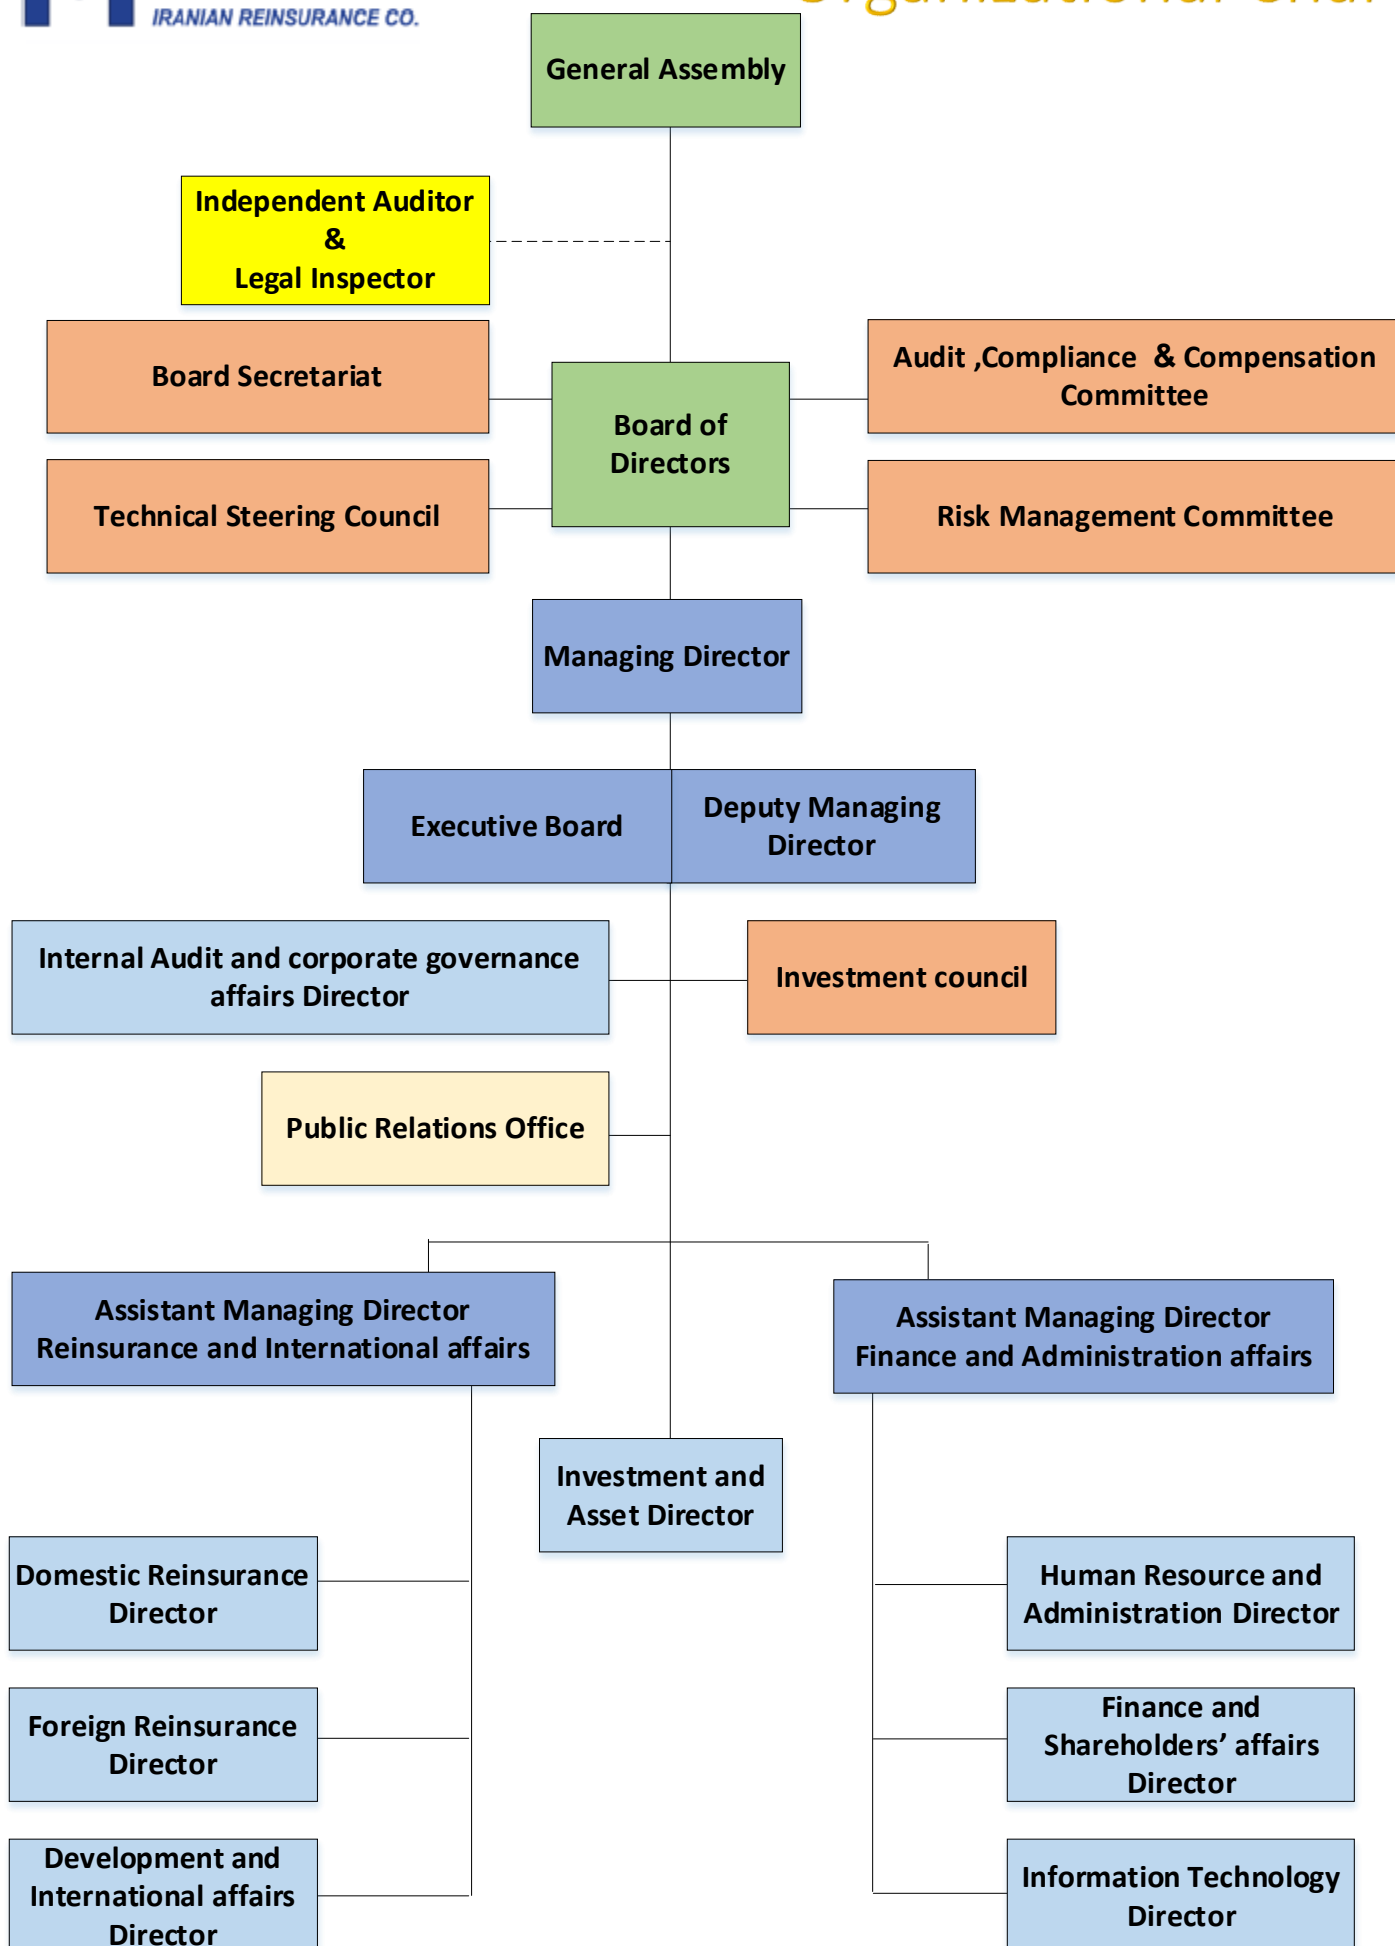 IRANIAN REINSURANCE CO.
General Assembly
Independent Auditor
&
Legal Inspector
Board Secretariat
Audit ,Compliance & Compensation
Committee
Board of
Directors
Technical Steering Council
Risk Management Committee
Managing Director
Executive Board
Deputy Managing
Director
Internal Audit and corporate governance
affairs Director
Investment council
Public Relations Office
Assistant Managing Director
Reinsurance and International affairs
Assistant Managing Director
Finance and Administration affairs
Investment and
Asset Director
Domestic Reinsurance
Director
Human Resource and
Administration Director
Foreign Reinsurance
Director
Finance and
Shareholders’ affairs
Director
Development and
International affairs
Director
Information Technology
Director